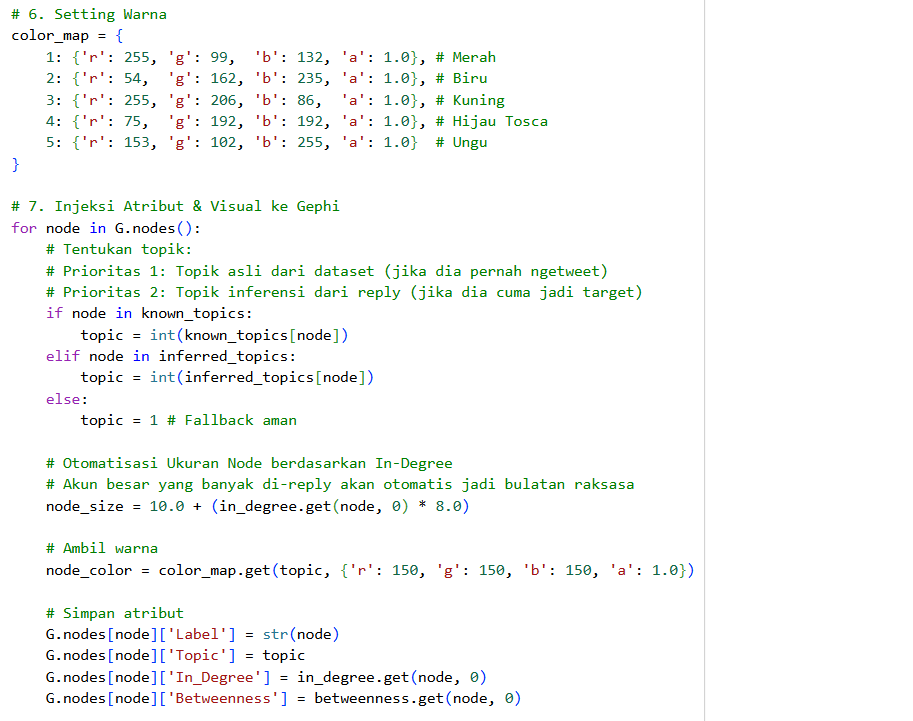 # 6. Setting Warna
color_map = {
    1: {'r': 255, 'g': 99,  'b': 132, 'a': 1.0}, # Merah
    2: {'r': 54,  'g': 162, 'b': 235, 'a': 1.0}, # Biru
    3: {'r': 255, 'g': 206, 'b': 86,  'a': 1.0}, # Kuning
    4: {'r': 75,  'g': 192, 'b': 192, 'a': 1.0}, # Hijau Tosca
    5: {'r': 153, 'g': 102, 'b': 255, 'a': 1.0}  # Ungu
}

# 7. Injeksi Atribut & Visual ke Gephi
for node in G.nodes():
    # Tentukan topik:
    # Prioritas 1: Topik asli dari dataset (jika dia pernah ngetweet)
    # Prioritas 2: Topik inferensi dari reply (jika dia cuma jadi target)
    if node in known_topics:
        topic = int(known_topics[node])
    elif node in inferred_topics:
        topic = int(inferred_topics[node])
    else:
        topic = 1 # Fallback aman

    # Otomatisasi Ukuran Node berdasarkan In-Degree
    # Akun besar yang banyak di-reply akan otomatis jadi bulatan raksasa
    node_size = 10.0 + (in_degree.get(node, 0) * 8.0)

    # Ambil warna
    node_color = color_map.get(topic, {'r': 150, 'g': 150, 'b': 150, 'a': 1.0})

    # Simpan atribut
    G.nodes[node]['Label'] = str(node)
    G.nodes[node]['Topic'] = topic
    G.nodes[node]['In_Degree'] = in_degree.get(node, 0)
    G.nodes[node]['Betweenness'] = betweenness.get(node, 0)